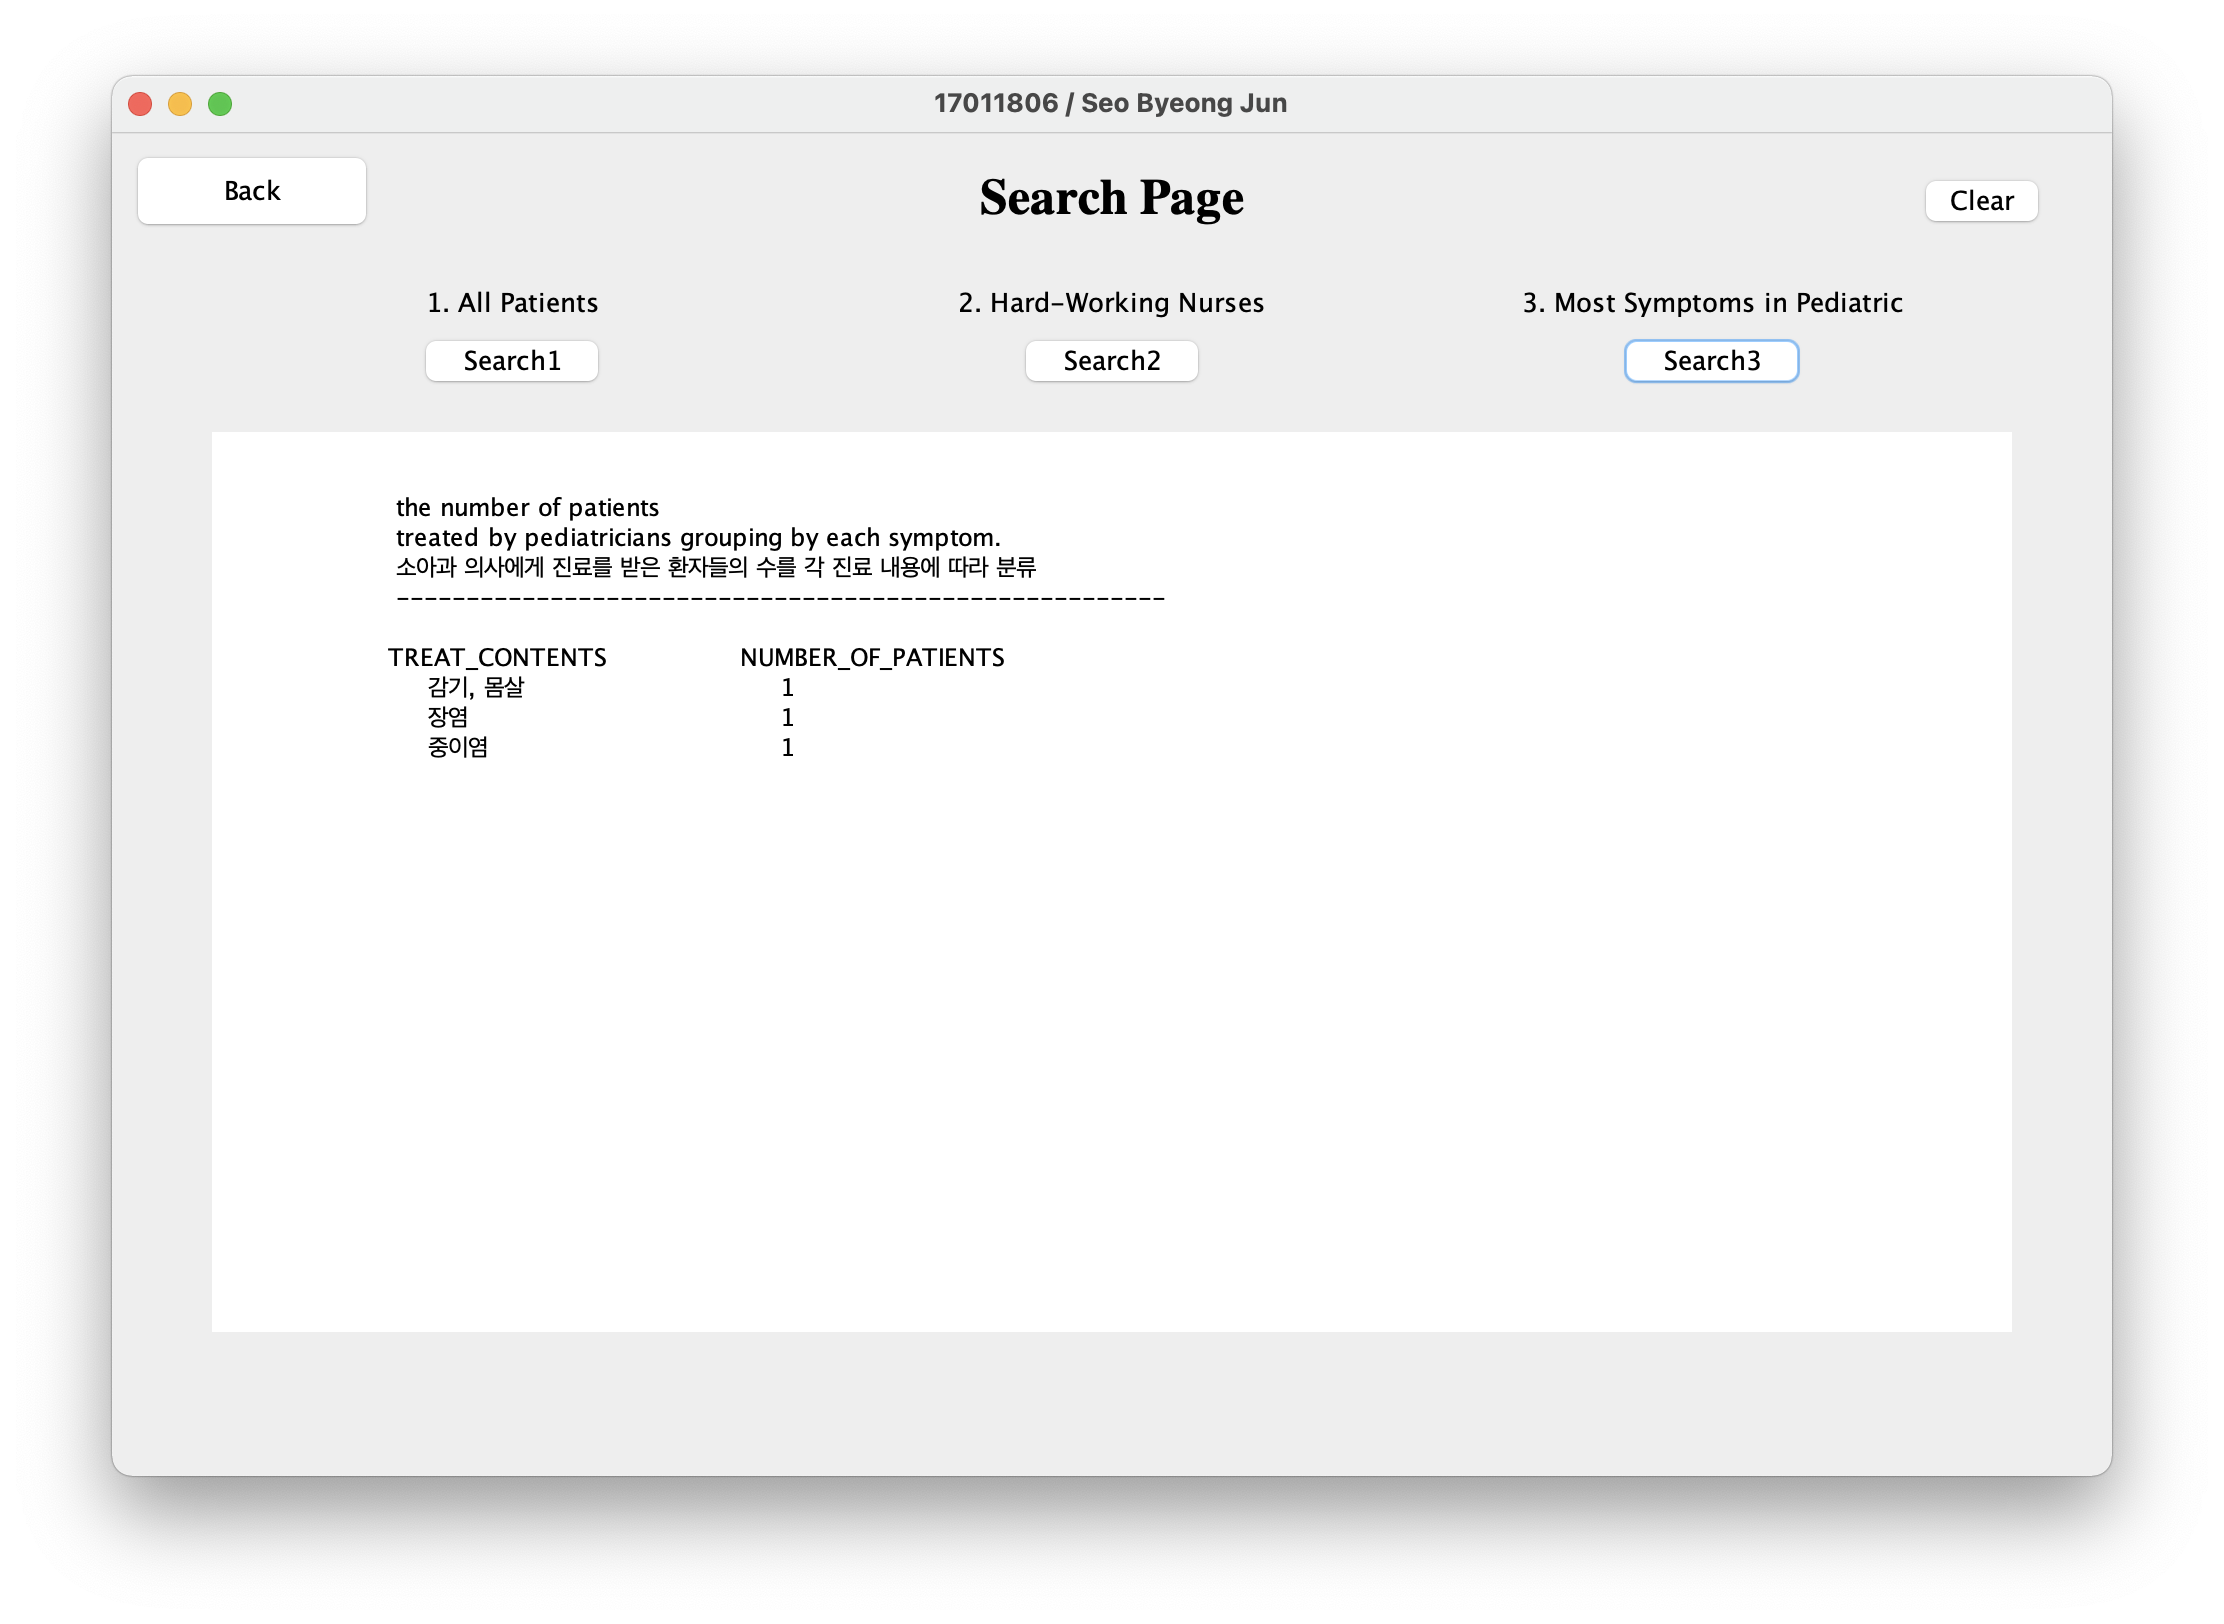 17011806 / Seo Byeong Jun
Back
Search Page
Clear
1. All Patients
2. Hard-Working Nurses
3. Most Symptoms in Pediatric
Search1
Search2
Search3
the number of patients
treated by pediatricians grouping by each symptom.
소아과 의사에게 진료를 받은 환자들의 수를 각 진료 내용에 따라 분류
-------------------------------------------------------
TREAT_CONTENTS NUMBER_OF_PATIENTS
감기, 몸살 1
장염 1
중이염 1